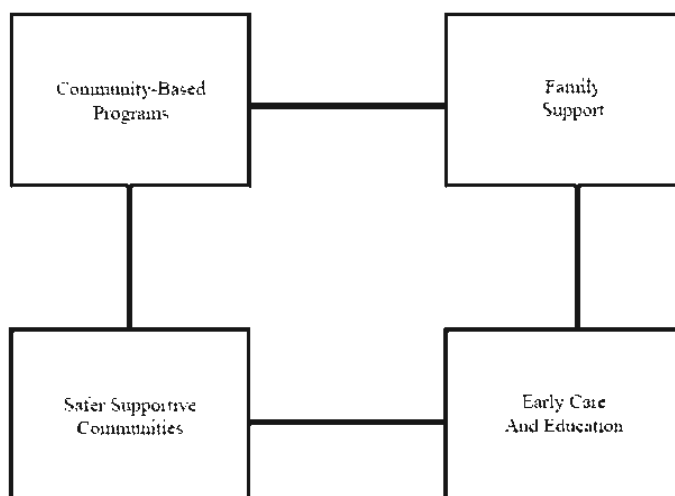 Community-Based
Programs
Family
Support
Safer Supportive
Communities
Early Care
And Education